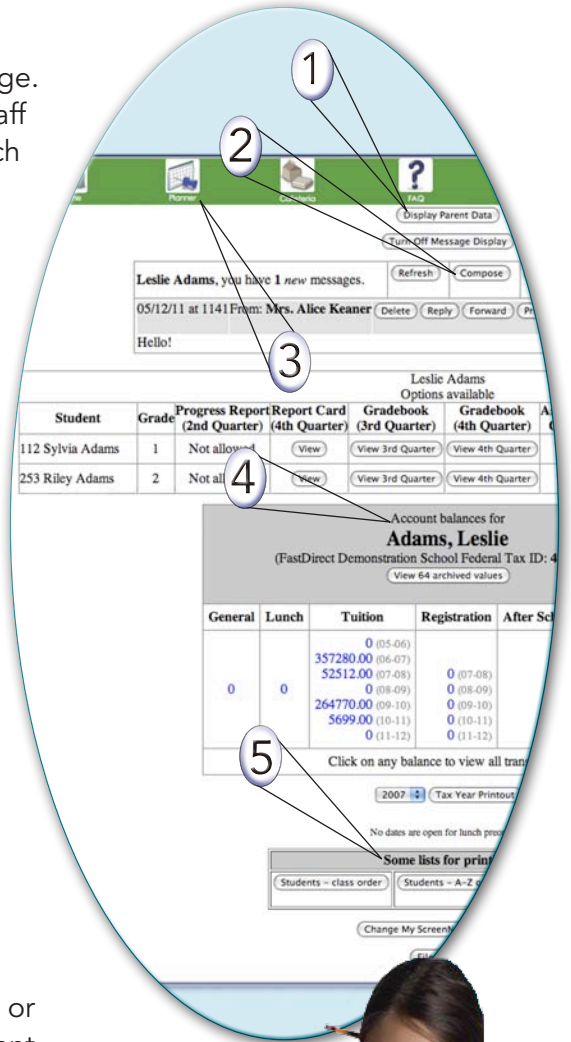 ge.
aff
ch
1
2
Planner
Cafeteria
?
FAQ
Display Parent Data
Turn Off Message Display
Leslie Adams, you have 1 new messages.
Refresh
Compose
05/12/11 at 1141 From: Mrs. Alice Keaner
Delete
Reply
Forward
Hello!
3
Leslie Adams
Options available
Student
Grade
Progress Report
(2nd Quarter)
Report Card
(4th Quarter)
Gradebook
(3rd Quarter)
Gradebook
(4th Quarter)
112 Sylvia Adams
1
Not allowed
View
View 3rd Quarter
View 4th Quarter
253 Riley Adams
2
Not all
View
View 3rd Quarter
View 4th Quarter
4
Account balances for
Adams, Leslie
(FastDirect Demonstration School Federal Tax ID: 4
View 64 archived values
General
Lunch
Tuition
Registration
After Sch
0
0
0 (05-06)
357280.00 (06-07)
52512.00 (07-08)
0 (08-09)
264770.00 (09-10)
5699.00 (10-11)
0 (11-12)
0 (07-08)
0 (08-09)
0 (09-10)
0 (10-11)
0 (11-12)
5
Click on any balance to view all tran
2007
Tax Year Printout
No dates are open for lunch preo
Some lists for print
Students - class order
Students - A-Z
Change My ScreenN
or
ent